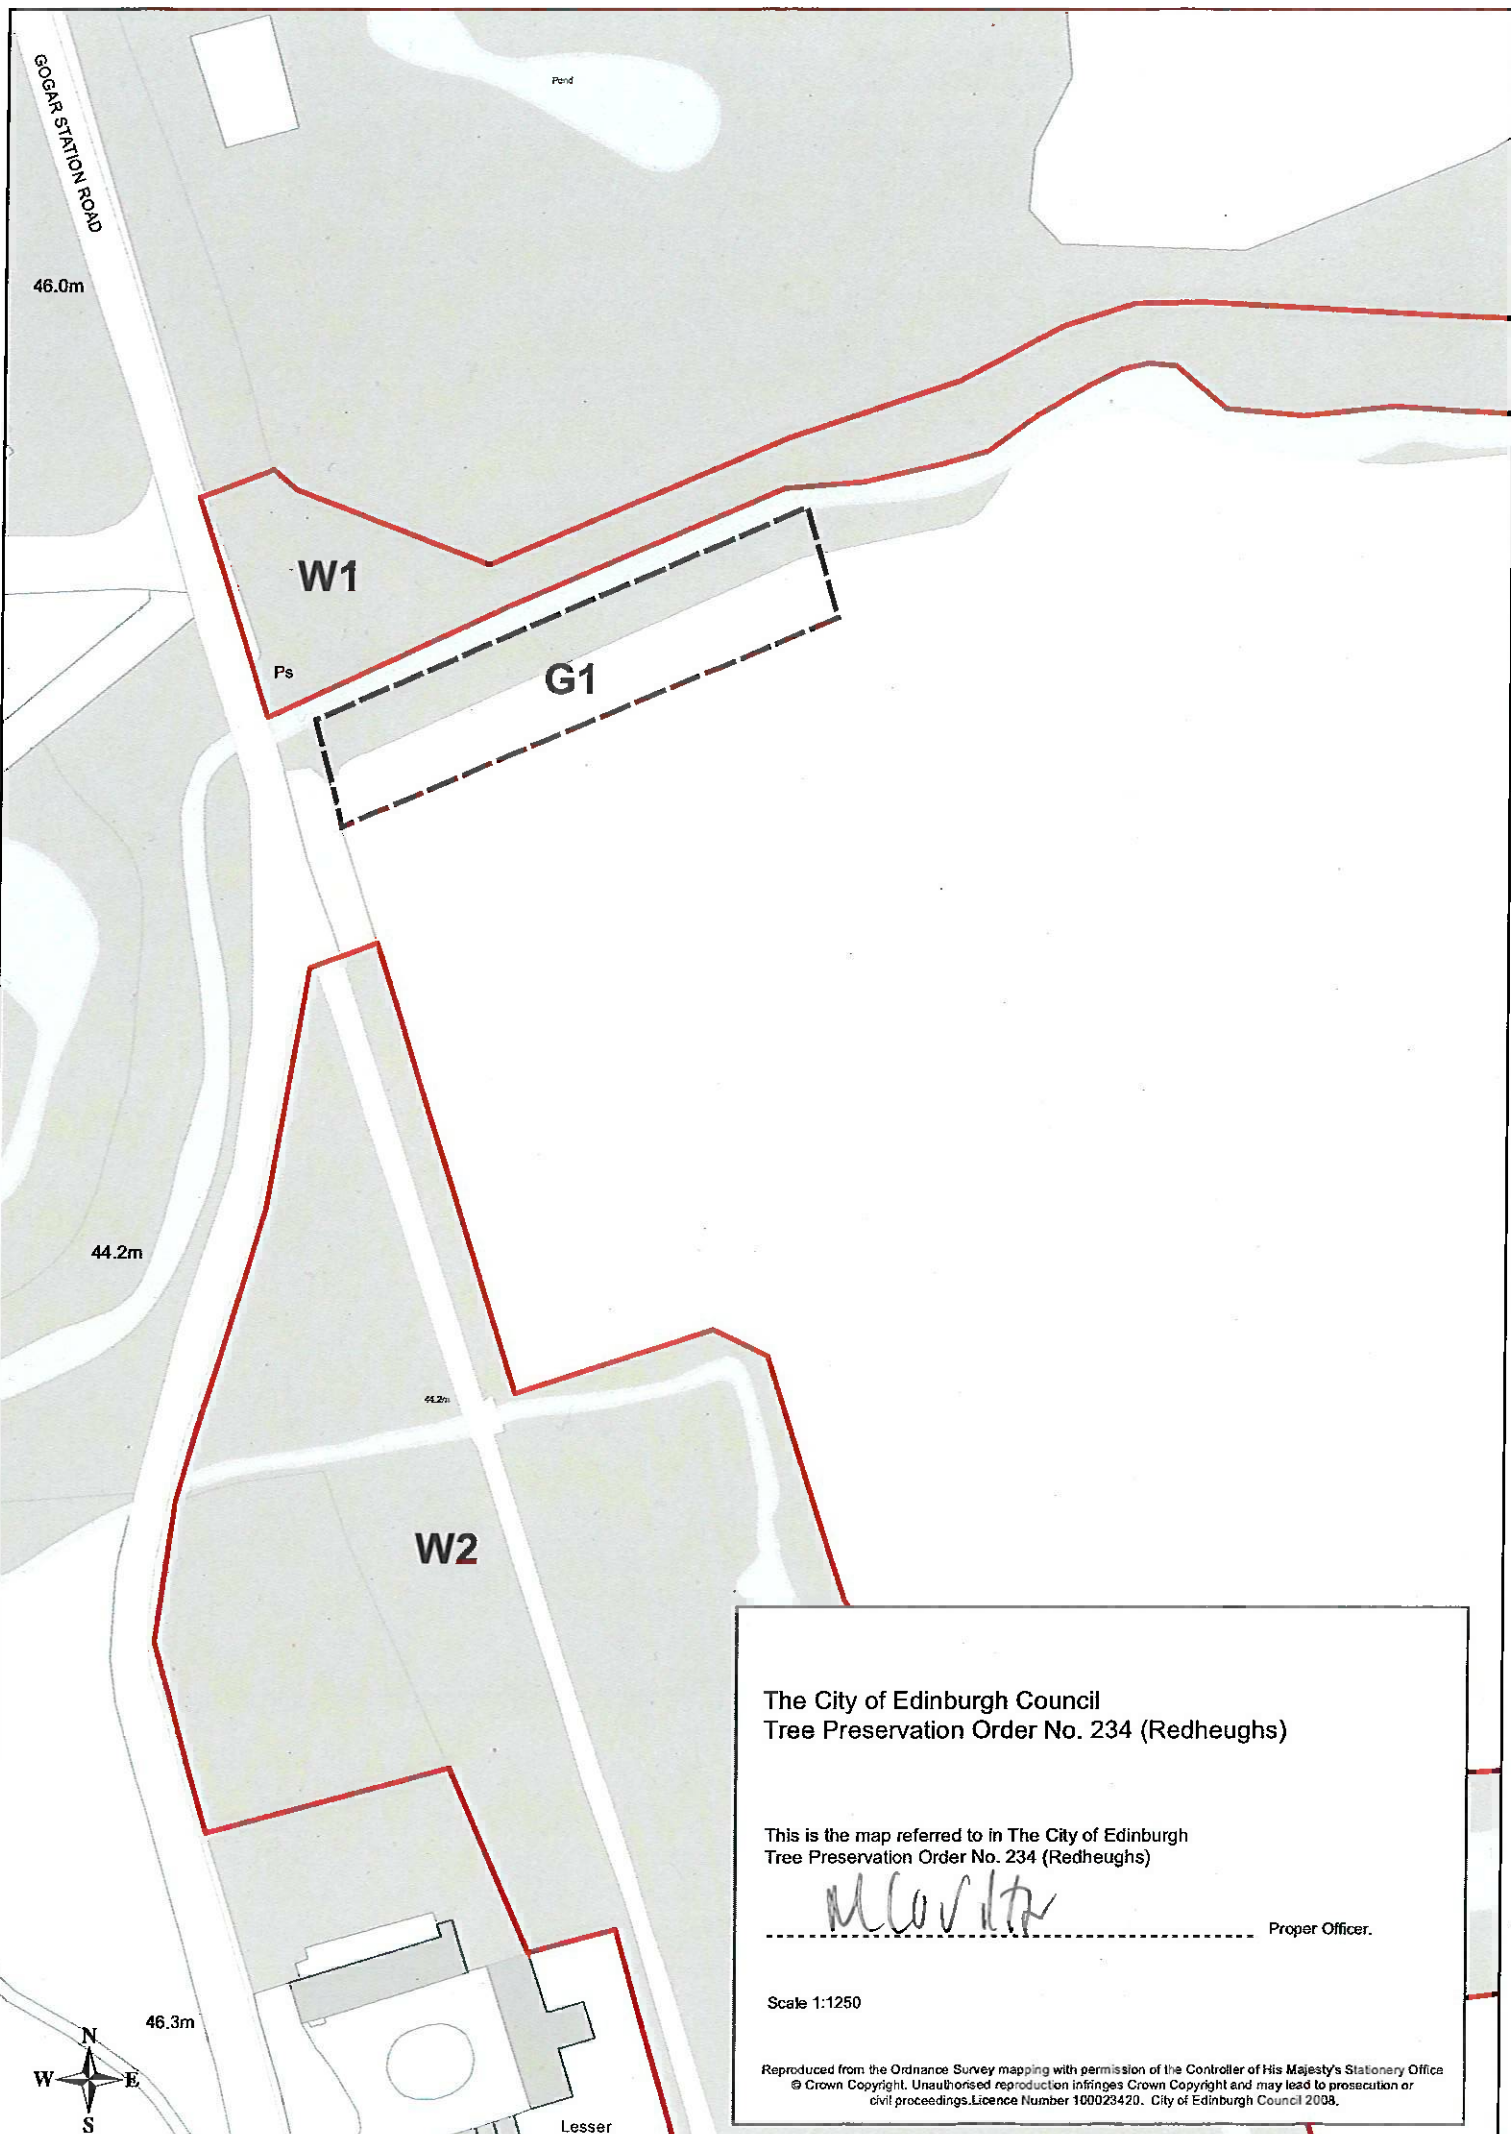 Pond
GOGAR STATION ROAD
46.0m
W1
Ps
G1
44.2m
44.2m
W2
The City of Edinburgh Council
Tree Preservation Order No. 234 (Redheughs)
This is the map referred to in The City of Edinburgh
Tree Preservation Order No. 234 (Redheughs)
Proper Officer.
Scale 1:1250
Reproduced from the Ordnance Survey mapping with permission of the Controller of His Majesty's Stationery Office
© Crown Copyright. Unauthorised reproduction infringes Crown Copyright and may lead to prosecution or
civil proceedings.Licence Number 100023420. City of Edinburgh Council 2008.
46.3m
N
W E
S
Lesser